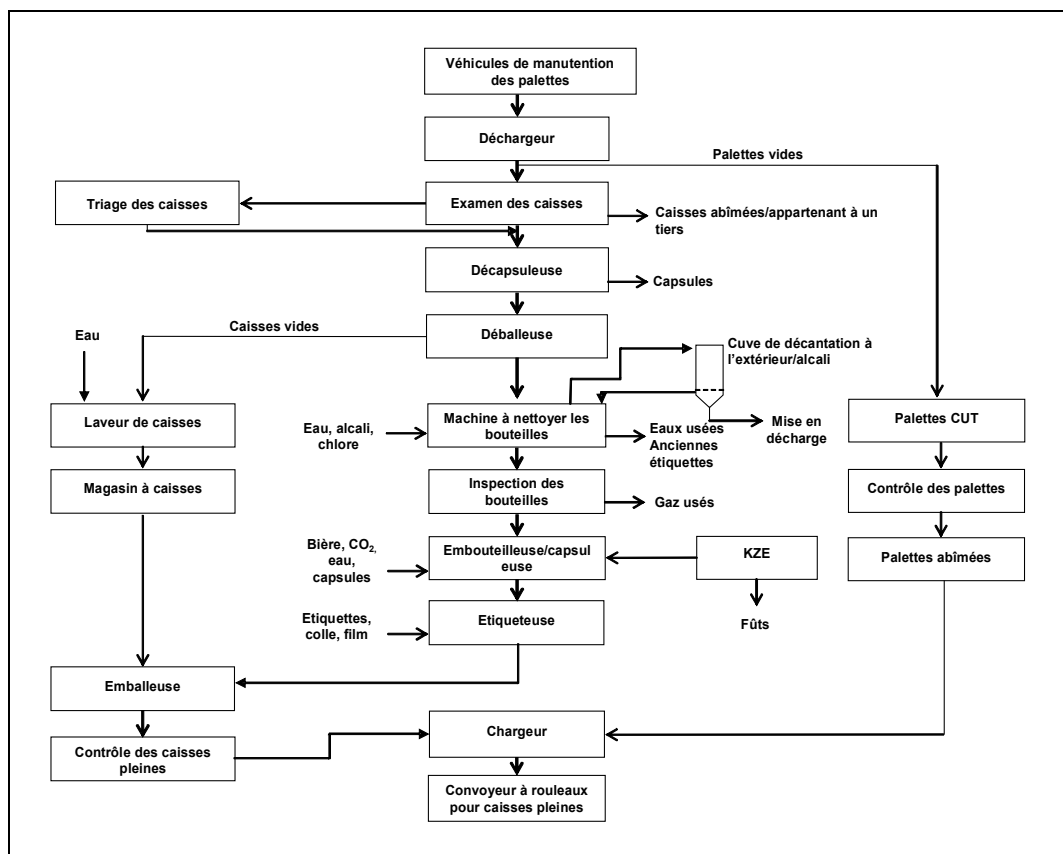 Véhicules de manutention
des palettes
Déchargeur
Palettes vides
Triage des caisses
Examen des caisses
Caisses abîmées/appartenant à un
tiers
Décapsuleuse
Capsules
Eau
Caisses vides
Déballeuse
Cuve de décantation à
l’extérieur/alcali
Laveur de caisses
Eau, alcali,
chlore
Machine à nettoyer les
bouteilles
Eaux usées
Anciennes
étiquettes
Mise en
décharge
Palettes CUT
Magasin à caisses
Inspection des
bouteilles
Gaz usés
Contrôle des palettes
Bière, CO₂,
eau,
capsules
Embouteilleuse/capsul
euse
KZE
Palettes abîmées
Etiquettes,
colle, film
Etiqueteuse
Fûts
Emballeuse
Chargeur
Contrôle des caisses
pleines
Convoyeur à rouleaux
pour caisses pleines